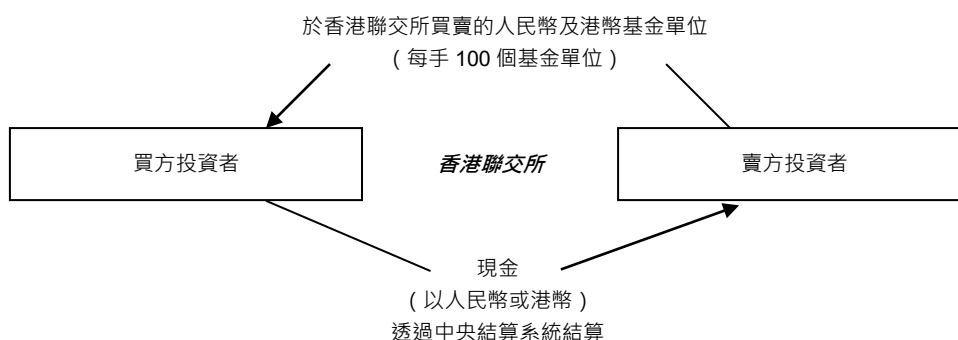 於香港聯交所買賣的人民幣及港幣基金單位
（每手 100 個基金單位）
買方投資者
香港聯交所
賣方投資者
現金
（以人民幣或港幣）
透過中央結算系統結算